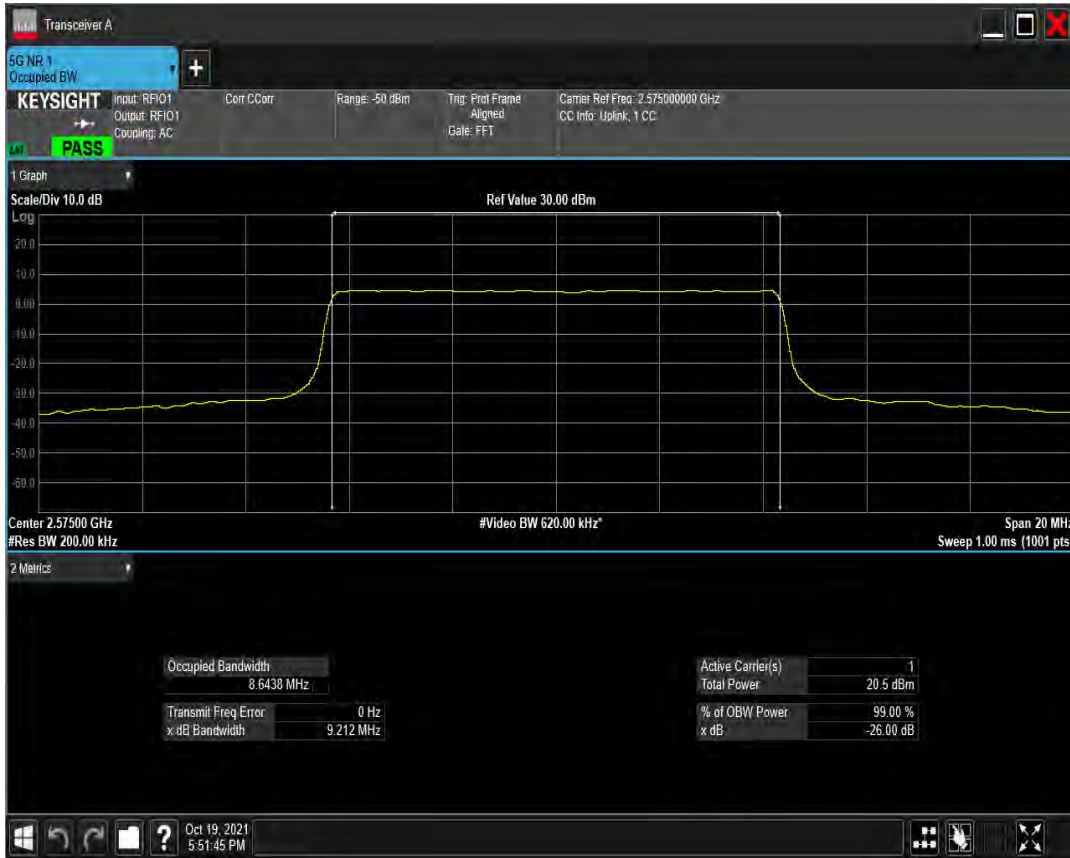 Transceiver A
5G NR 1
Occupied BW
+
KEYSIGHT
PASS
Input: RFIO1
Output: RFIO1
Coupling: AC
Corr CCorr
Range: -50 dBm
Trig: Prot Frame
Aligned
Gate: FFT
Carrier Ref Freq: 2.575000000 GHz
CC Info: Uplink, 1 CC
1 Graph
Scale/Div 10.0 dB
Ref Value 30.00 dBm
Log
20.0
10.0
0.00
-10.0
-20.0
-30.0
-40.0
-50.0
-60.0
Center 2.57500 GHz
#Video BW 620.00 kHz*
Span 20 MHz
#Res BW 200.00 kHz
Sweep 1.00 ms (1001 pts
2 Metrics
Occupied Bandwidth
8.6438 MHz
Transmit Freq Error 0 Hz
x dB Bandwidth 9.212 MHz
Active Carrier(s) 1
Total Power 20.5 dBm
% of OBW Power 99.00 %
x dB -26.00 dB
?
Oct 19, 2021
5:51:45 PM